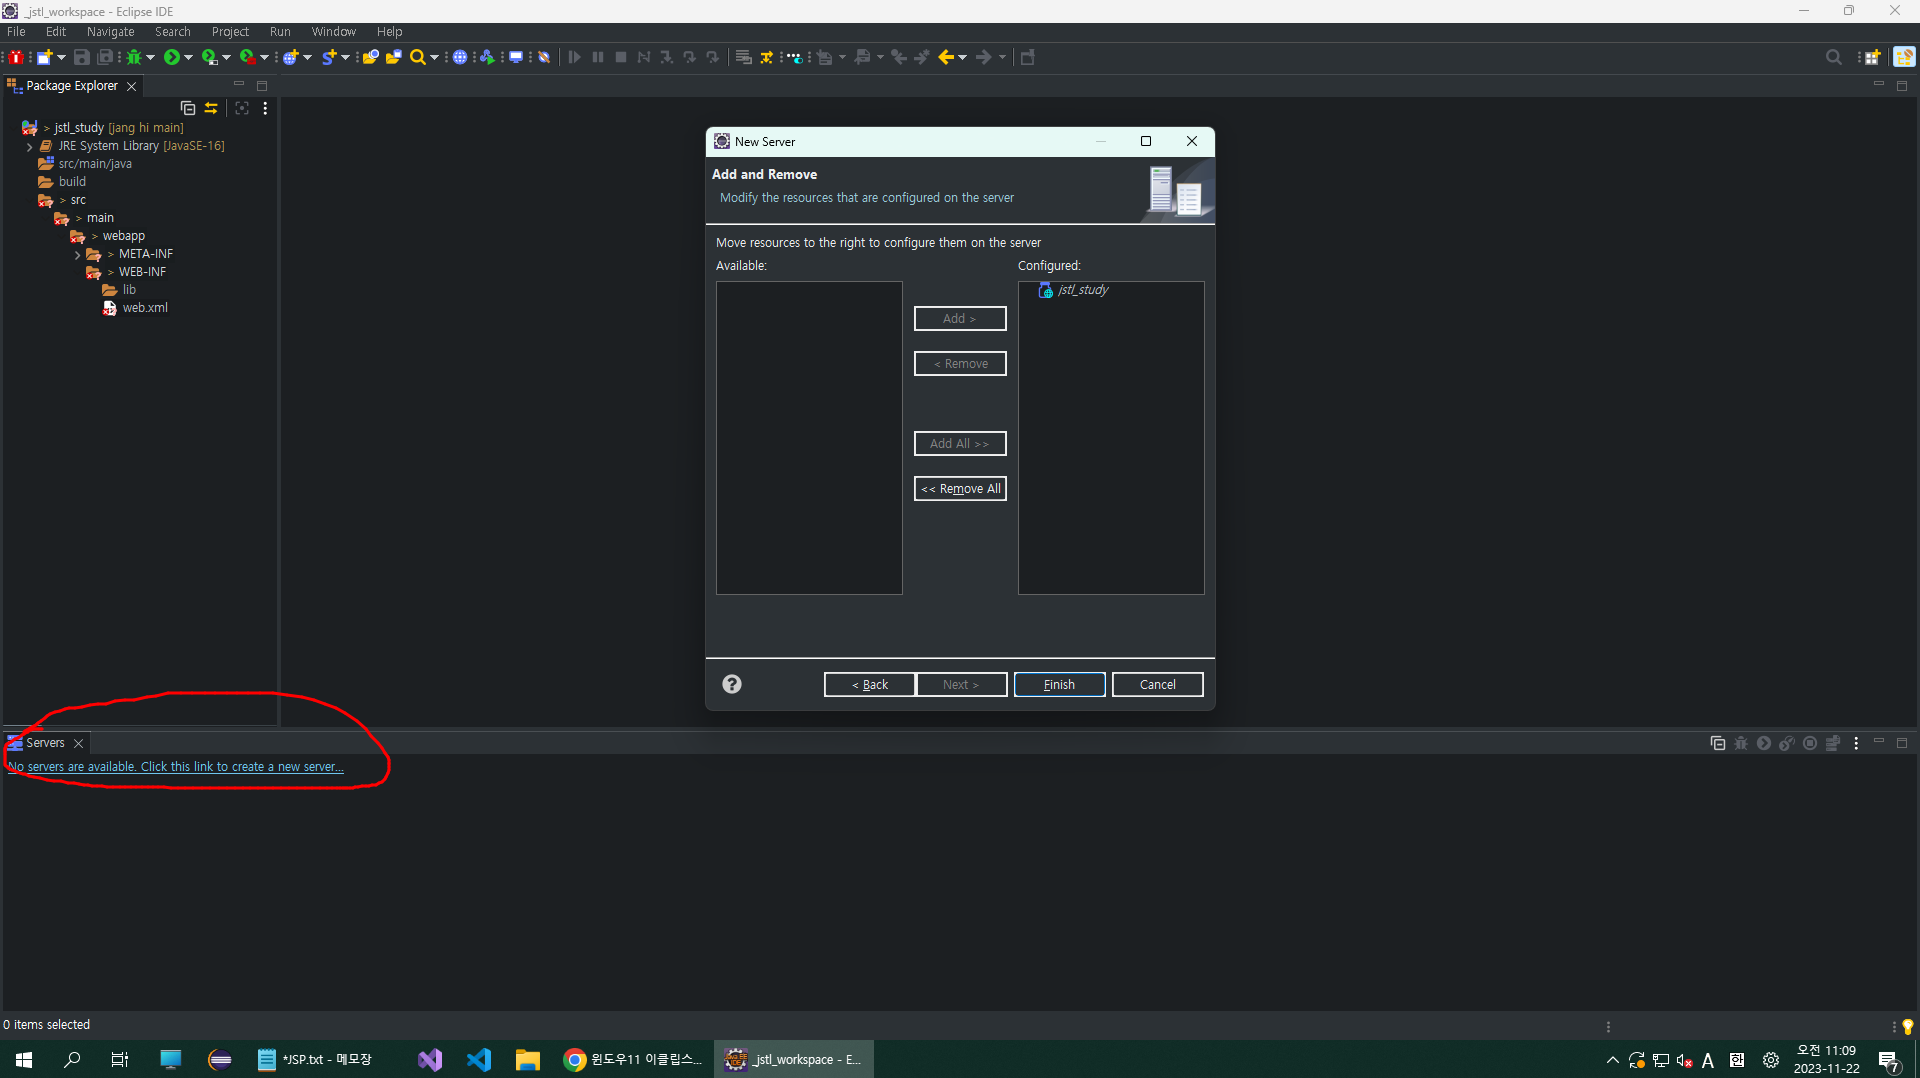 _jstl_workspace - Eclipse IDE
File Edit Navigate Search Project Run Window Help
Package Explorer
> jstl_study [jang hi main]
JRE System Library [JavaSE-16]
src/main/java
build
> src
> main
> webapp
> META-INF
> WEB-INF
lib
web.xml
New Server
Add and Remove
Modify the resources that are configured on the server
Move resources to the right to configure them on the server
Available:
Configured:
jstl_study
Add >
< Remove
Add All >>
<< Remove All
< Back
Next >
Finish
Cancel
Servers
No servers are available. Click this link to create a new server...
0 items selected
*JSP.txt - 메모장
윈도우11 이클립스...
_jstl_workspace - E...
A
한
오전 11:09
2023-11-22
7